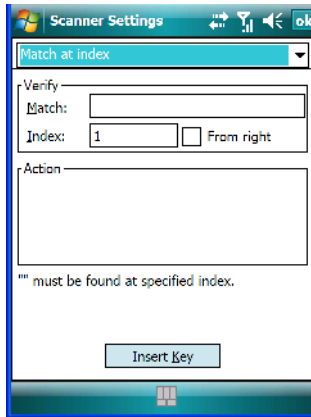 Scanner Settings ok
Match at index
Verify
Match:
Index: 1 From right
Action
"" must be found at specified index.
Insert Key